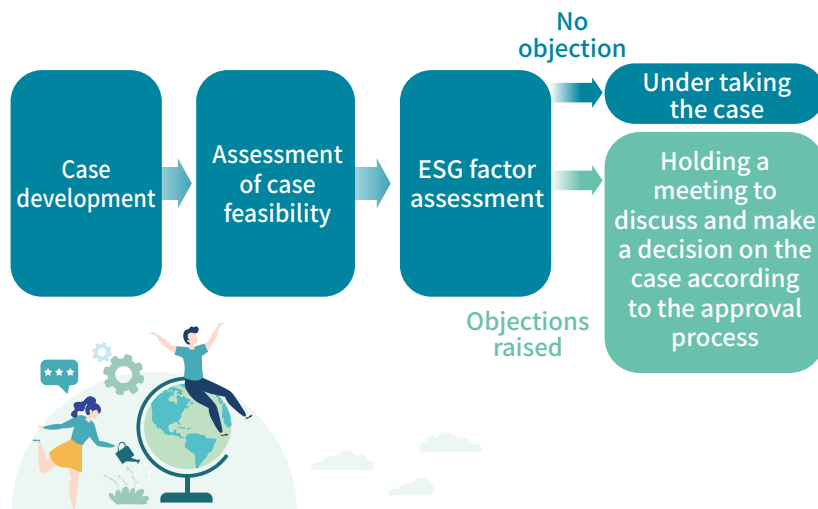 Case
development
Assessment
of case
feasibility
ESG factor
assessment
No
objection
Under taking
the case
Objections
raised
Holding a
meeting to
discuss and make
a decision on the
case according
to the approval
process